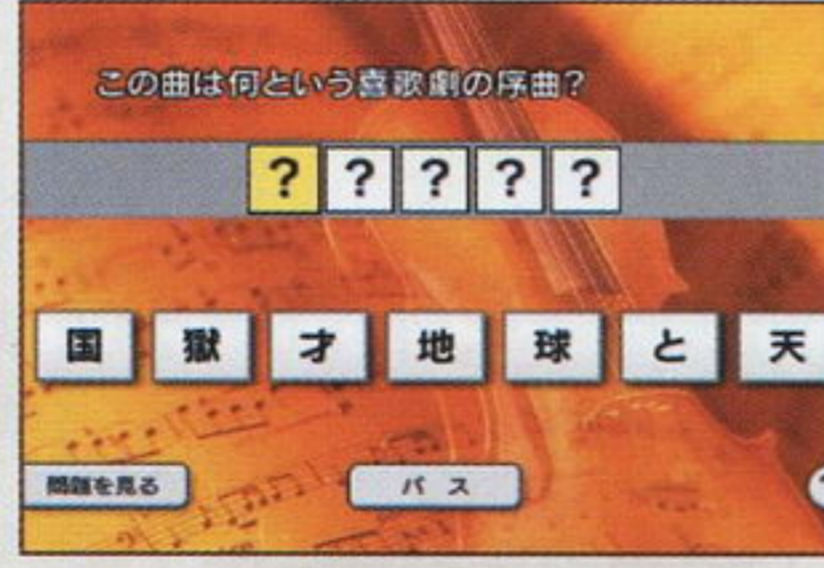 この曲は何という喜歌劇の序曲?
? ? ? ? ?
国 獄 才 地 球 と 天
問題を見る パス